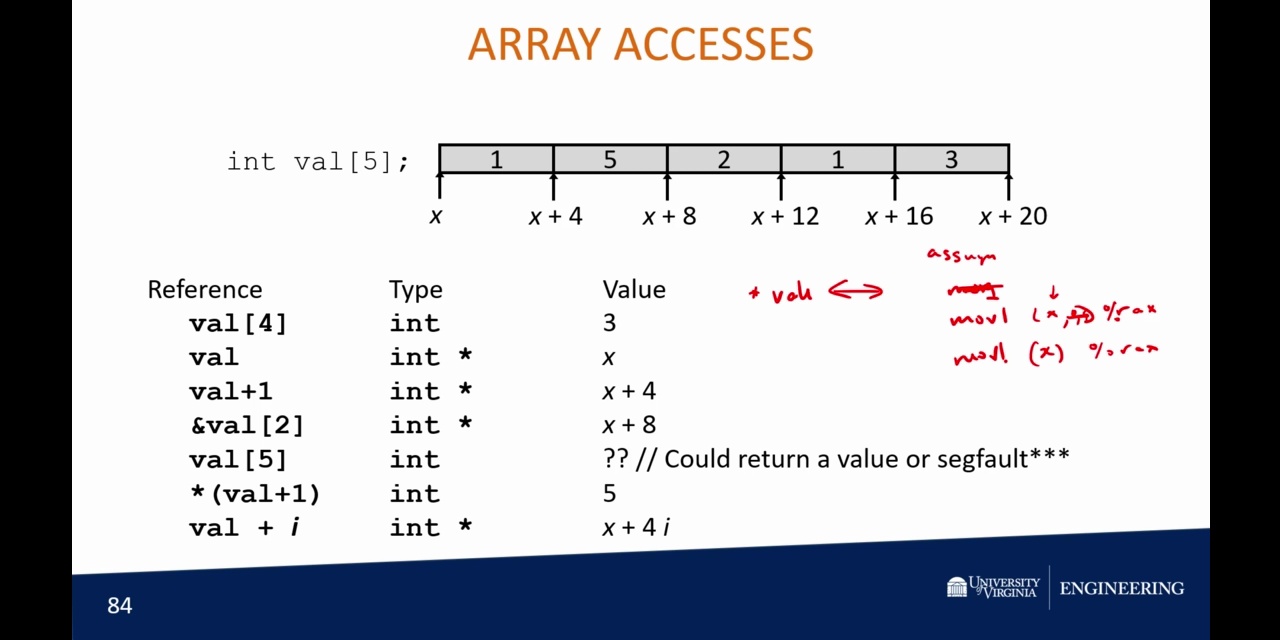 ARRAY ACCESSES
int val[5]; 1 5 2 1 3
x x + 4 x + 8 x + 12 x + 16 x + 20
assum
Reference Type Value * val ⟷
val[4] int 3 movl (x, %rax
val int * x movl (x) %rax
val+1 int * x + 4
&val[2] int * x + 8
val[5] int ?? // Could return a value or segfault***
*(val+1) int 5
val + i int * x + 4 i
84
UNIVERSITY of VIRGINIA ENGINEERING